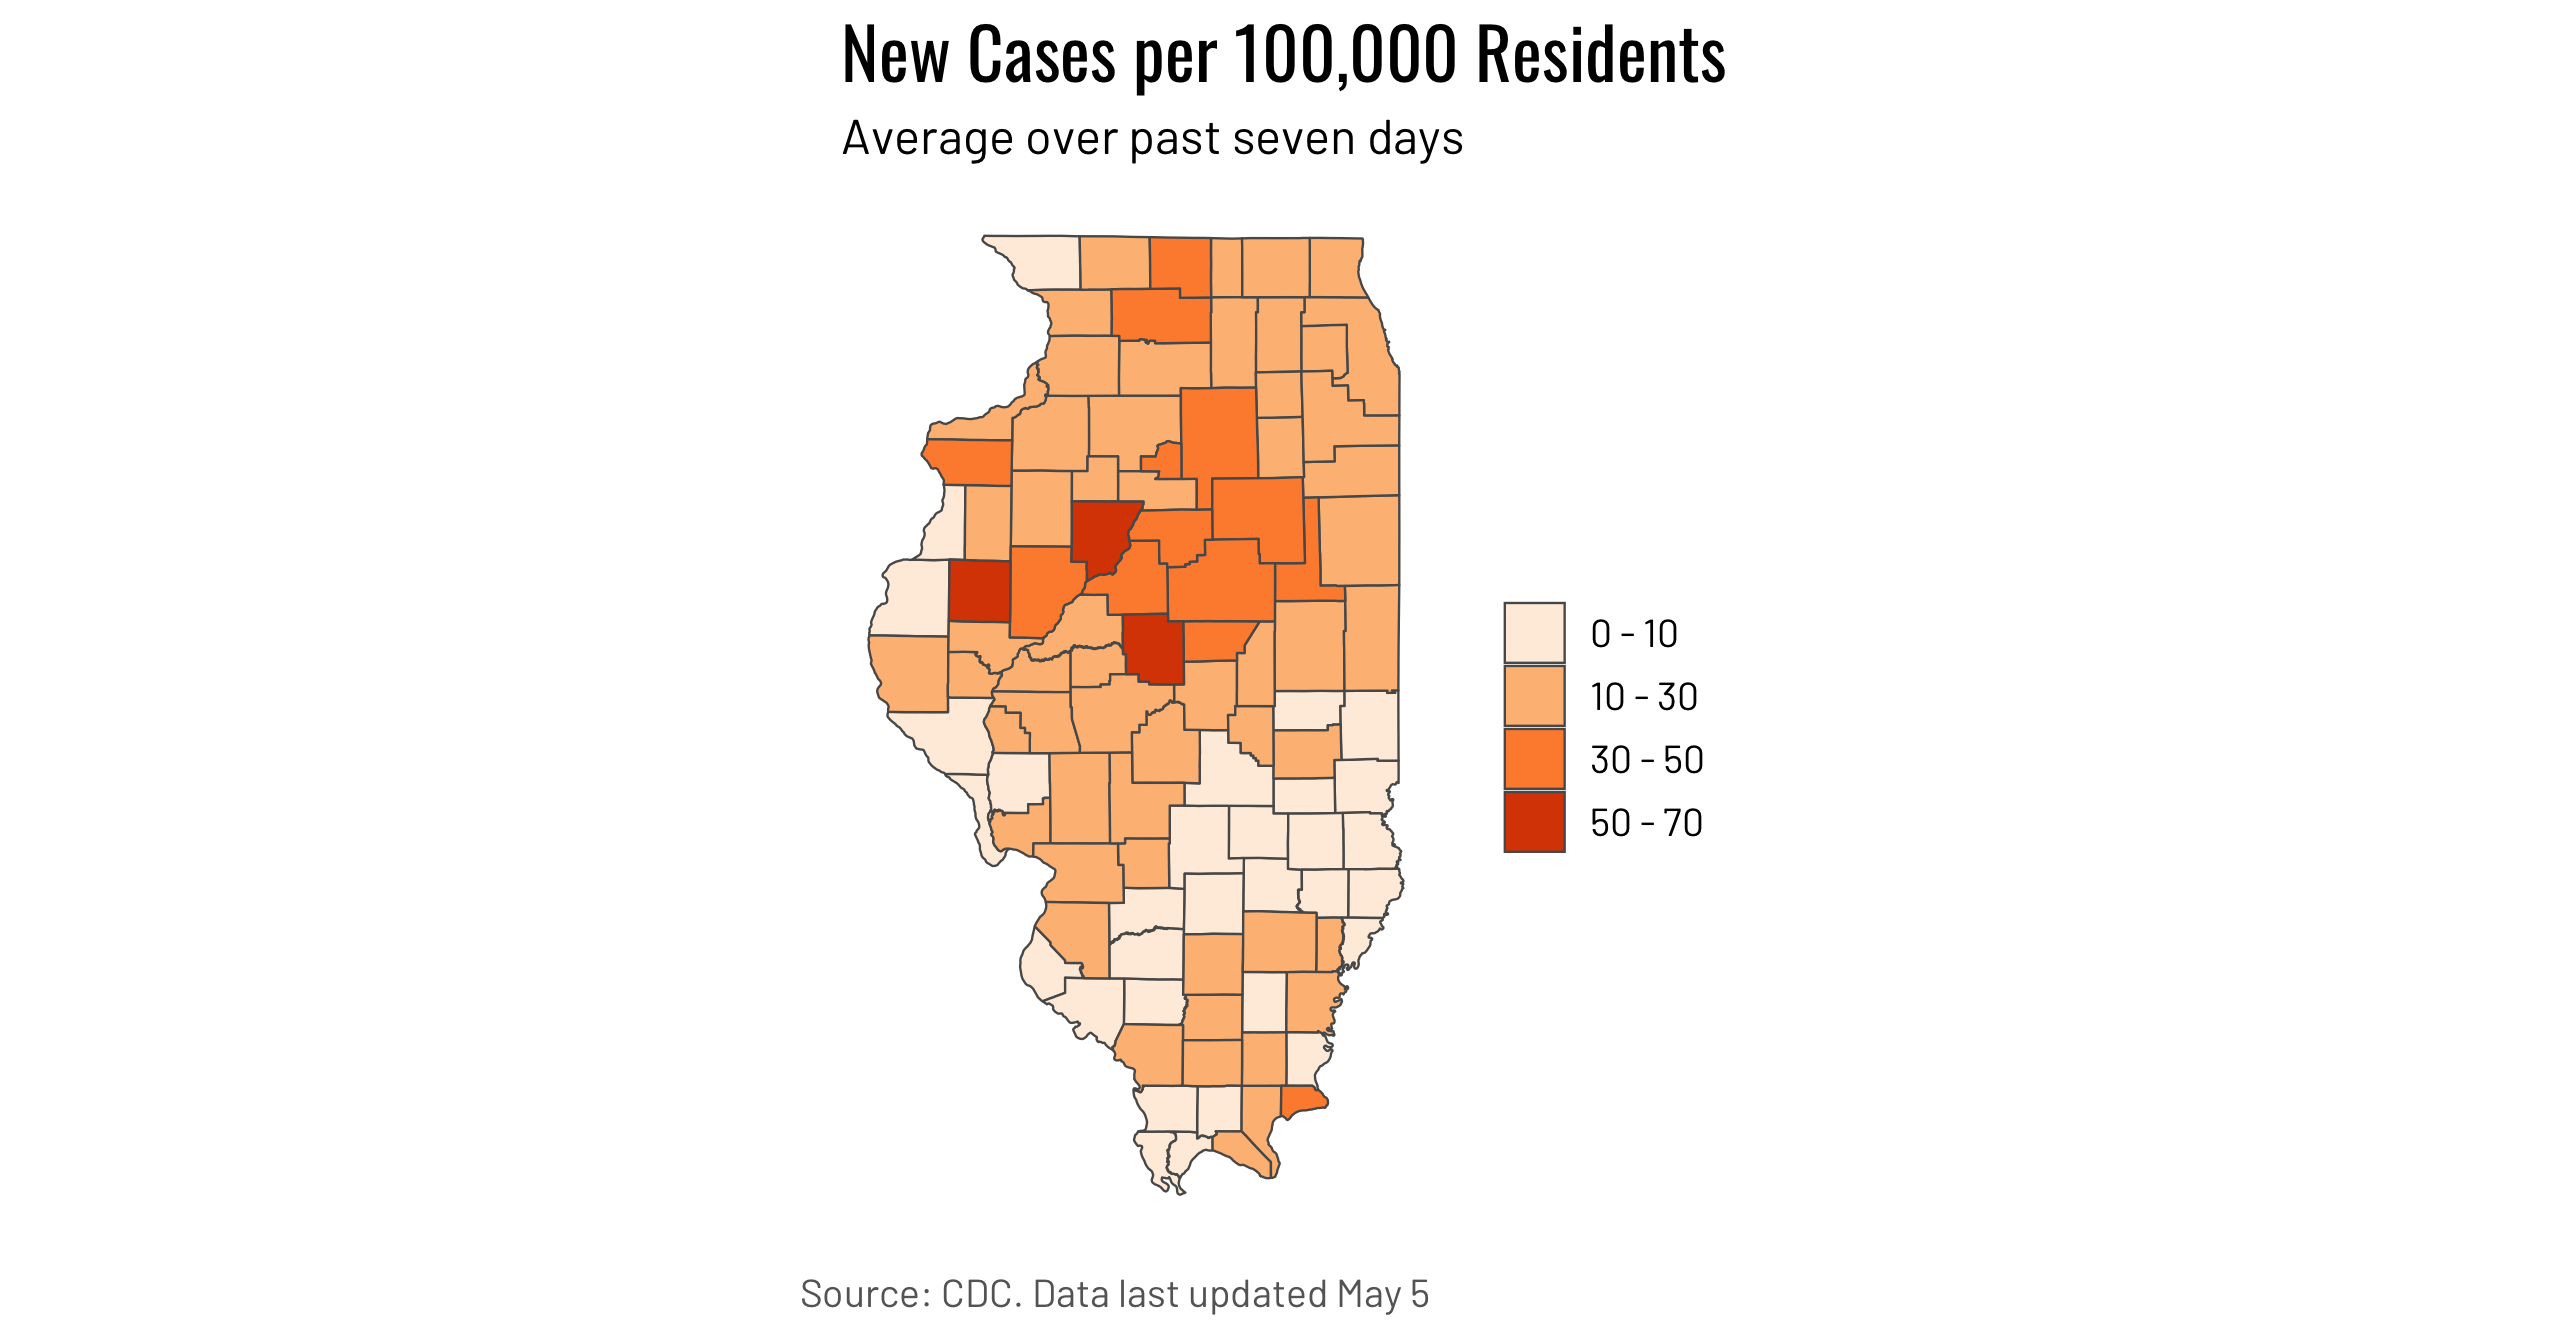 New Cases per 100,000 Residents
Average over past seven days
0 - 10
10 - 30
30 - 50
50 - 70
Source: CDC. Data last updated May 5